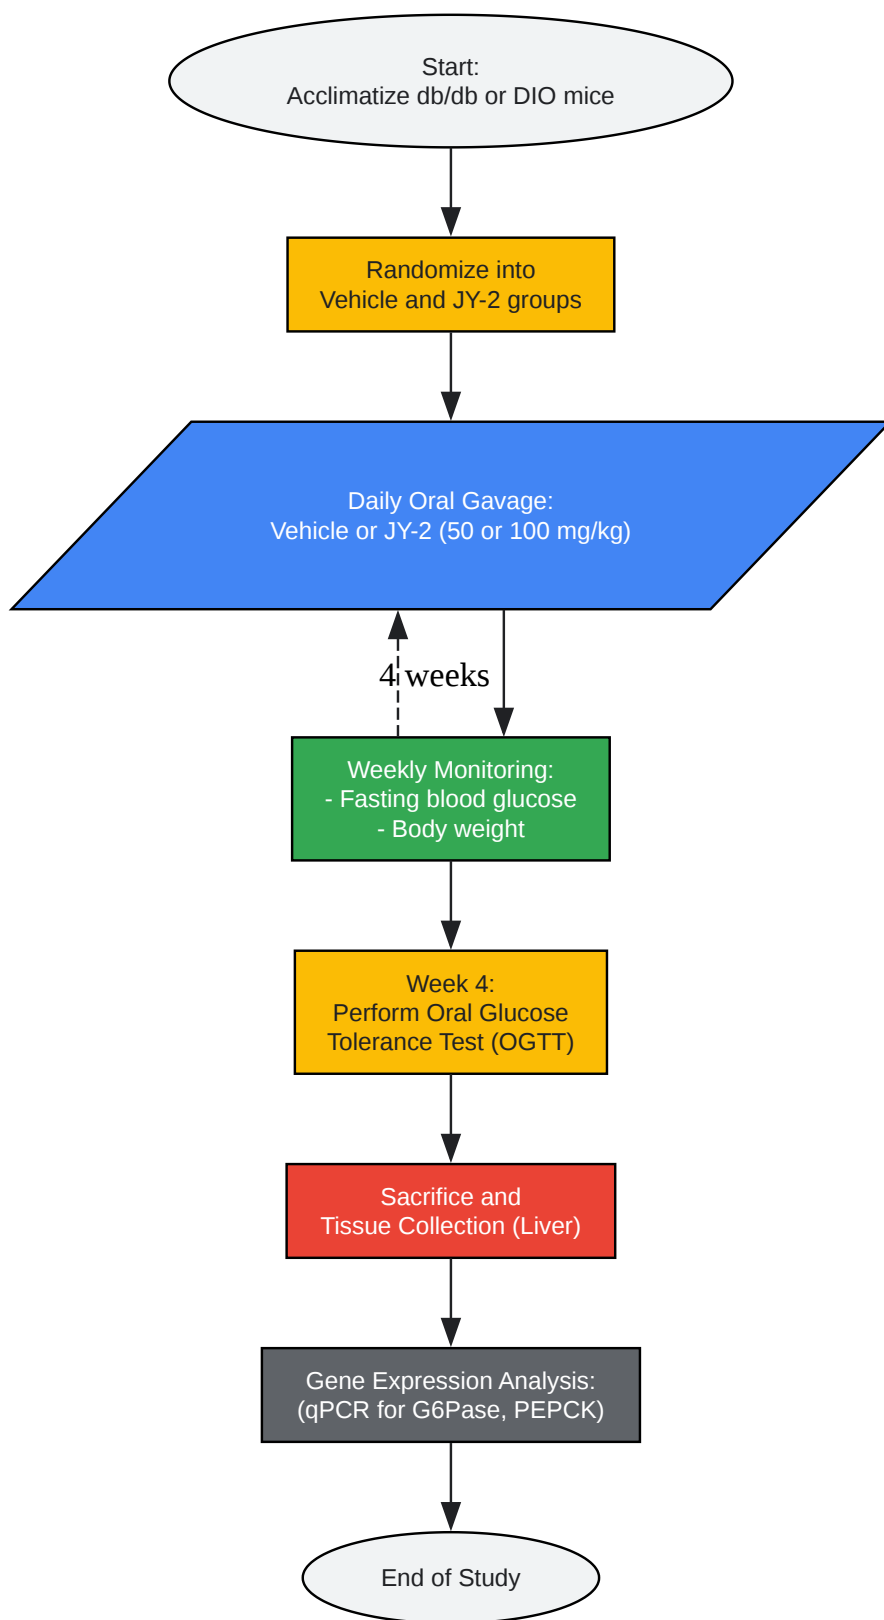 Start:
Acclimatize db/db or DIO mice
Randomize into
Vehicle and JY-2 groups
Daily Oral Gavage:
Vehicle or JY-2 (50 or 100 mg/kg)
4 weeks
Weekly Monitoring:
- Fasting blood glucose
- Body weight
Week 4:
Perform Oral Glucose
Tolerance Test (OGTT)
Sacrifice and
Tissue Collection (Liver)
Gene Expression Analysis:
(qPCR for G6Pase, PEPCK)
End of Study